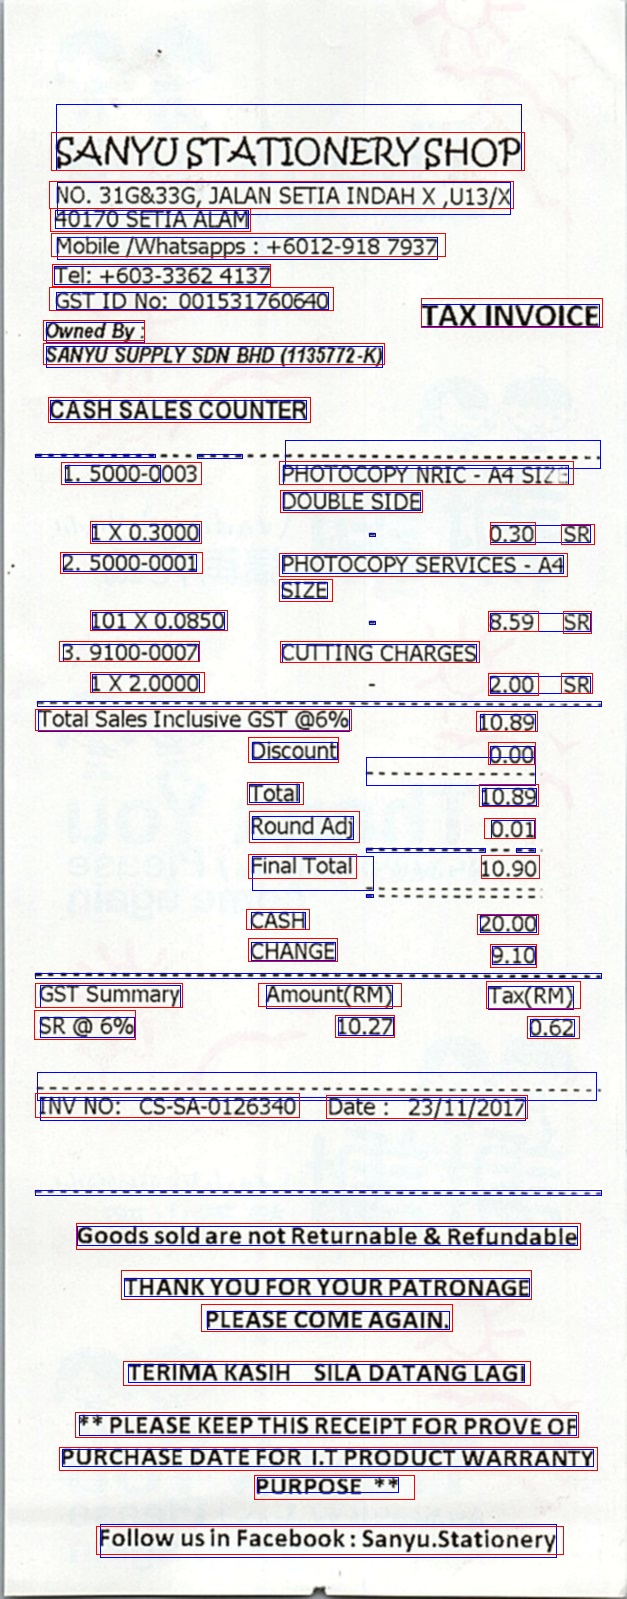 SANYU STATIONERY SHOP
NO. 31G&33G, JALAN SETIA INDAH X ,U13/X
40170 SETIA ALAM
Mobile /Whatsapps : +6012-918 7937
Tel: +603-3362 4137
GST ID No: 001531760640
TAX INVOICE
Owned By :
SANYU SUPPLY SDN BHD (1135772-K)
CASH SALES COUNTER
1. 5000-0003 PHOTOCOPY NRIC - A4 SIZE
DOUBLE SIDE
1 X 0.3000 - 0.30 SR
2. 5000-0001 PHOTOCOPY SERVICES - A4
SIZE
101 X 0.0850 - 8.59 SR
3. 9100-0007 CUTTING CHARGES
1 X 2.0000 - 2.00 SR
Total Sales Inclusive GST @6% 10.89
Discount 0.00
Total 10.89
Round Adj 0.01
Final Total 10.90
CASH 20.00
CHANGE 9.10
GST Summary Amount(RM) Tax(RM)
SR @ 6% 10.27 0.62
INV NO: CS-SA-0126340 Date : 23/11/2017
Goods sold are not Returnable & Refundable
THANK YOU FOR YOUR PATRONAGE
PLEASE COME AGAIN.
TERIMA KASIH SILA DATANG LAGI
** PLEASE KEEP THIS RECEIPT FOR PROVE OF
PURCHASE DATE FOR I.T PRODUCT WARRANTY
PURPOSE **
Follow us in Facebook : Sanyu.Stationery